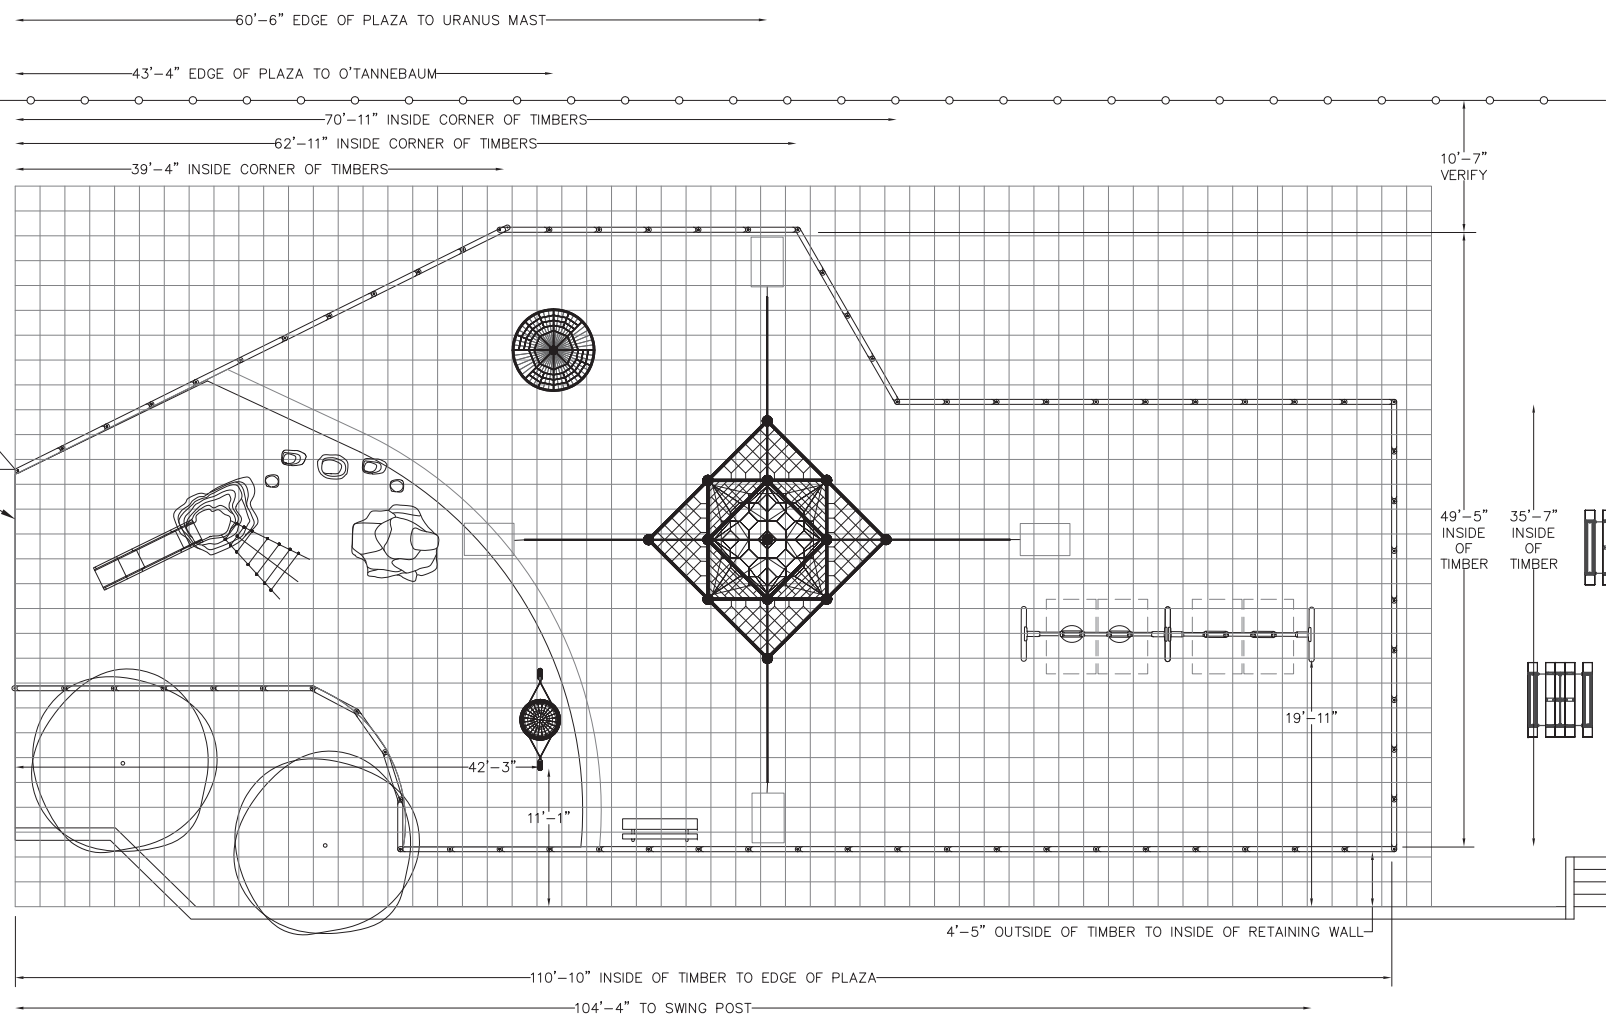 60'-6" EDGE OF PLAZA TO URANUS MAST
43'-4" EDGE OF PLAZA TO O'TANNEBAUM
70'-11" INSIDE CORNER OF TIMBERS
62'-11" INSIDE CORNER OF TIMBERS
39'-4" INSIDE CORNER OF TIMBERS
10'-7"
VERIFY
49'-5"
INSIDE
OF
TIMBER
35'-7"
INSIDE
OF
TIMBER
19'-11"
42'-3"
11'-1"
4'-5" OUTSIDE OF TIMBER TO INSIDE OF RETAINING WALL
110'-10" INSIDE OF TIMBER TO EDGE OF PLAZA
104'-4" TO SWING POST